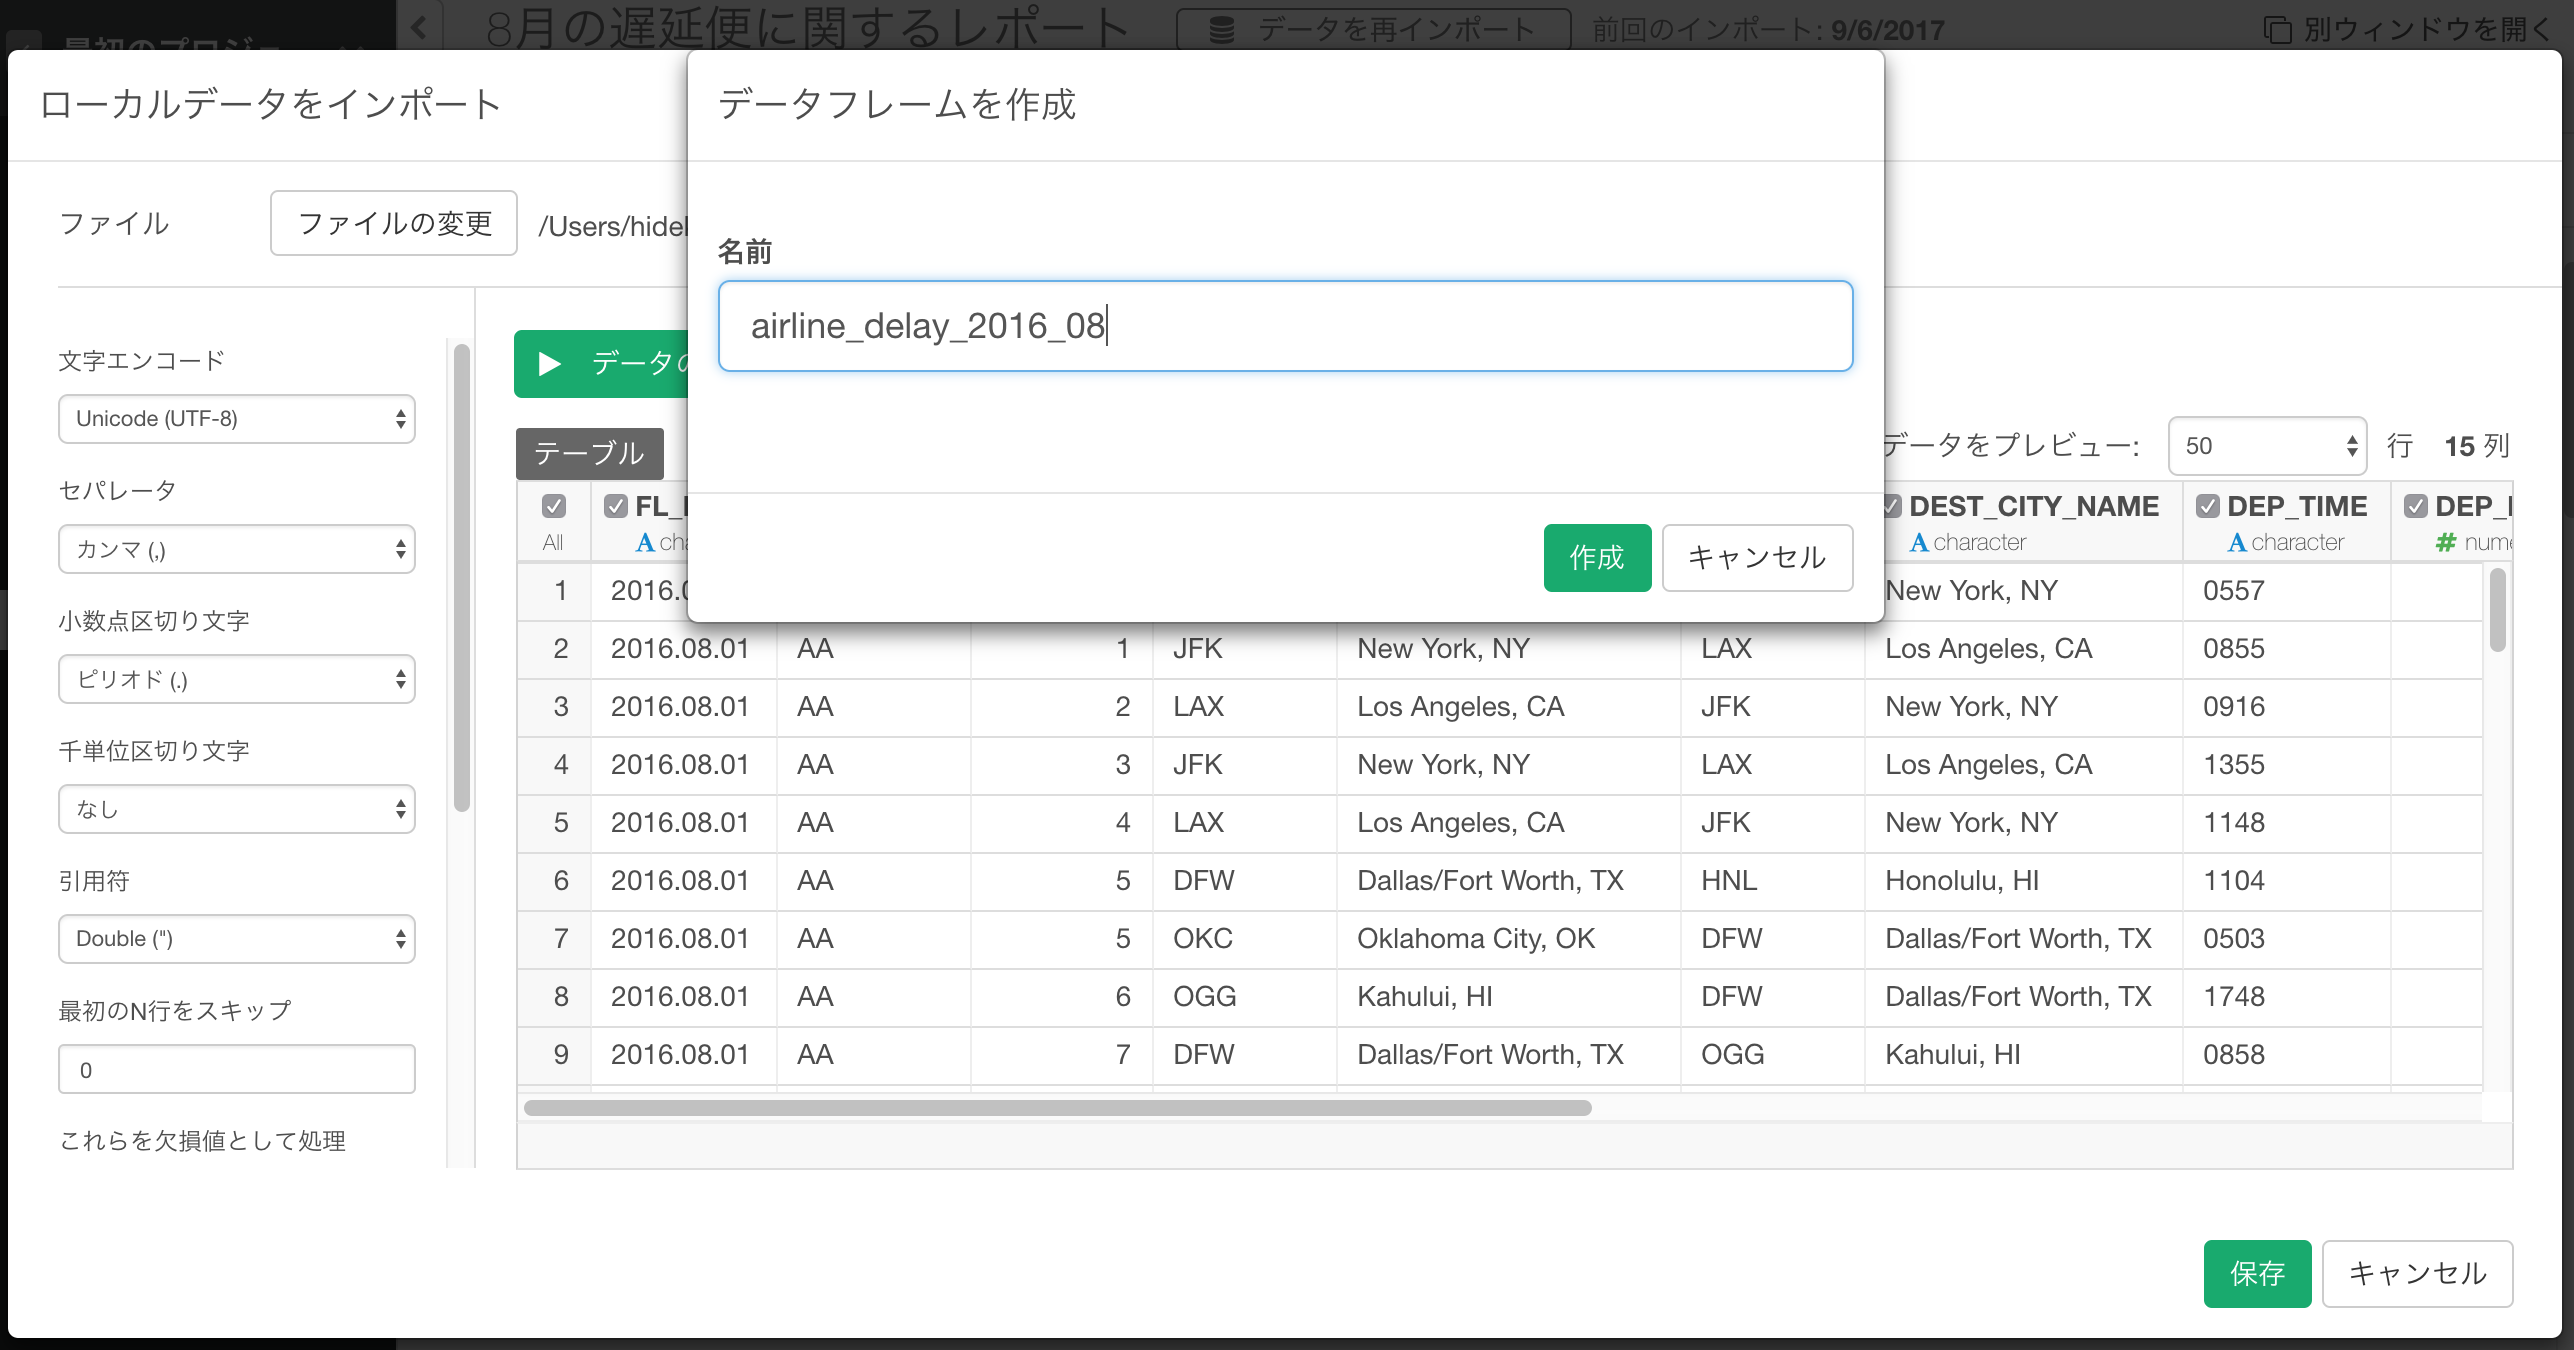 8月の遅延便に関するレポート データを再インポート 前回のインポート: 9/6/2017 別ウィンドウを開く
ローカルデータをインポート
データフレームを作成
ファイル ファイルの変更 /Users/hidek
名前
airline_delay_2016_08
作成 キャンセル
文字エンコード
Unicode (UTF-8)
セパレータ
カンマ (,)
小数点区切り文字
ピリオド (.)
千単位区切り文字
なし
引用符
Double (")
最初のN行をスキップ
0
これらを欠損値として処理
データの
テーブル データをプレビュー: 50 行 15 列
All FL_ DEST_CITY_NAME DEP_TIME DEP_
cha character character nume
1 2016.0 New York, NY 0557
2 2016.08.01 AA 1 JFK New York, NY LAX Los Angeles, CA 0855
3 2016.08.01 AA 2 LAX Los Angeles, CA JFK New York, NY 0916
4 2016.08.01 AA 3 JFK New York, NY LAX Los Angeles, CA 1355
5 2016.08.01 AA 4 LAX Los Angeles, CA JFK New York, NY 1148
6 2016.08.01 AA 5 DFW Dallas/Fort Worth, TX HNL Honolulu, HI 1104
7 2016.08.01 AA 5 OKC Oklahoma City, OK DFW Dallas/Fort Worth, TX 0503
8 2016.08.01 AA 6 OGG Kahului, HI DFW Dallas/Fort Worth, TX 1748
9 2016.08.01 AA 7 DFW Dallas/Fort Worth, TX OGG Kahului, HI 0858
保存 キャンセル